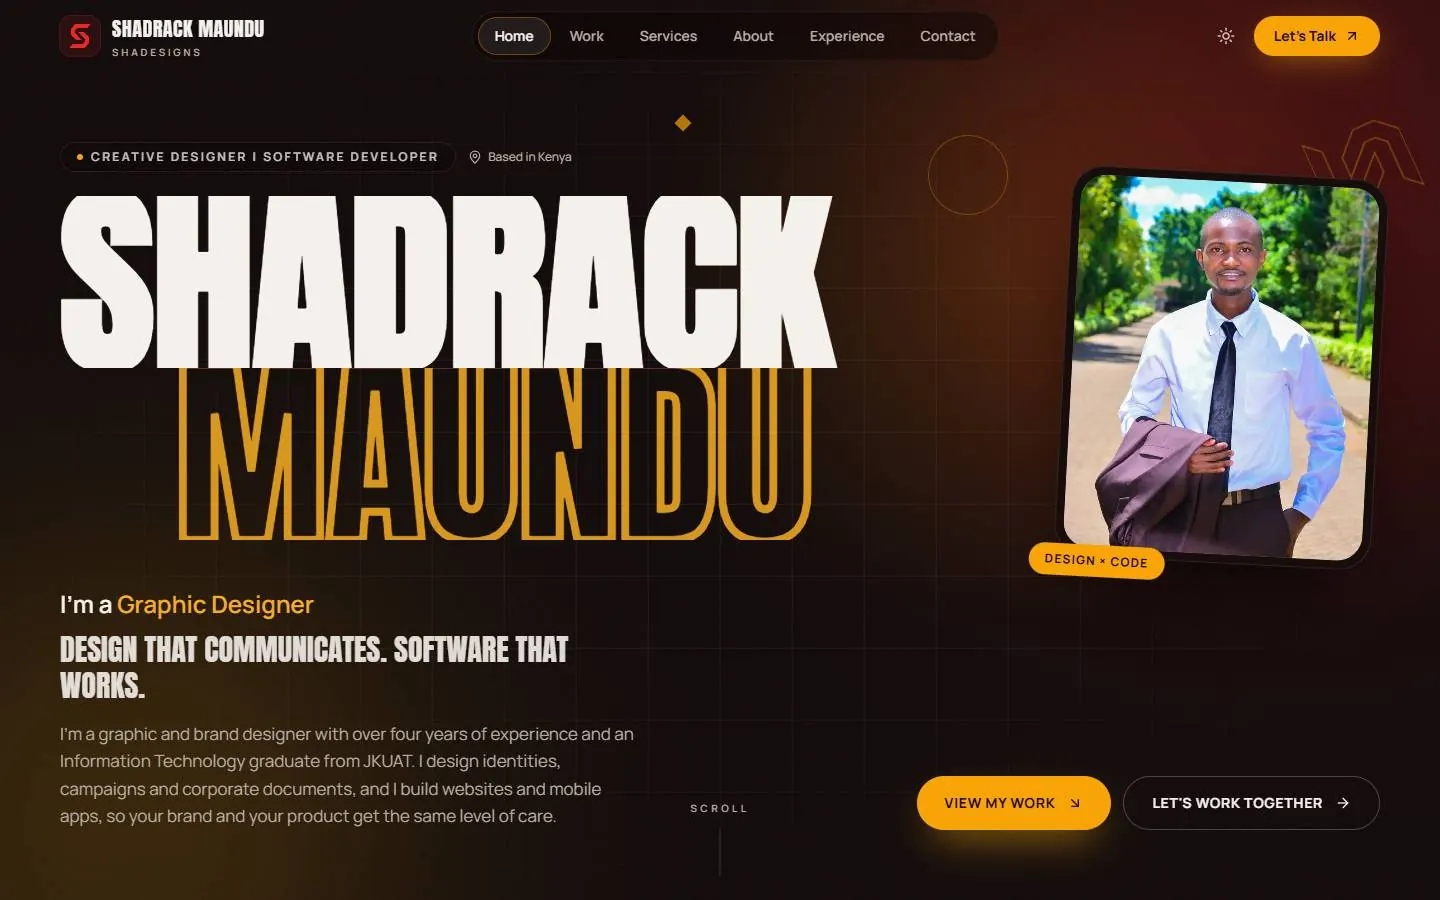 SHADRACK MAUNDU
SHADESIGNS
Home
Work
Services
About
Experience
Contact
Let's Talk
CREATIVE DESIGNER | SOFTWARE DEVELOPER
Based in Kenya
SHADRACK
MAUNDU
DESIGN × CODE
I'm a Graphic Designer
DESIGN THAT COMMUNICATES. SOFTWARE THAT
WORKS.
I'm a graphic and brand designer with over four years of experience and an
Information Technology graduate from JKUAT. I design identities,
campaigns and corporate documents, and I build websites and mobile
apps, so your brand and your product get the same level of care.
SCROLL
VIEW MY WORK
LET'S WORK TOGETHER